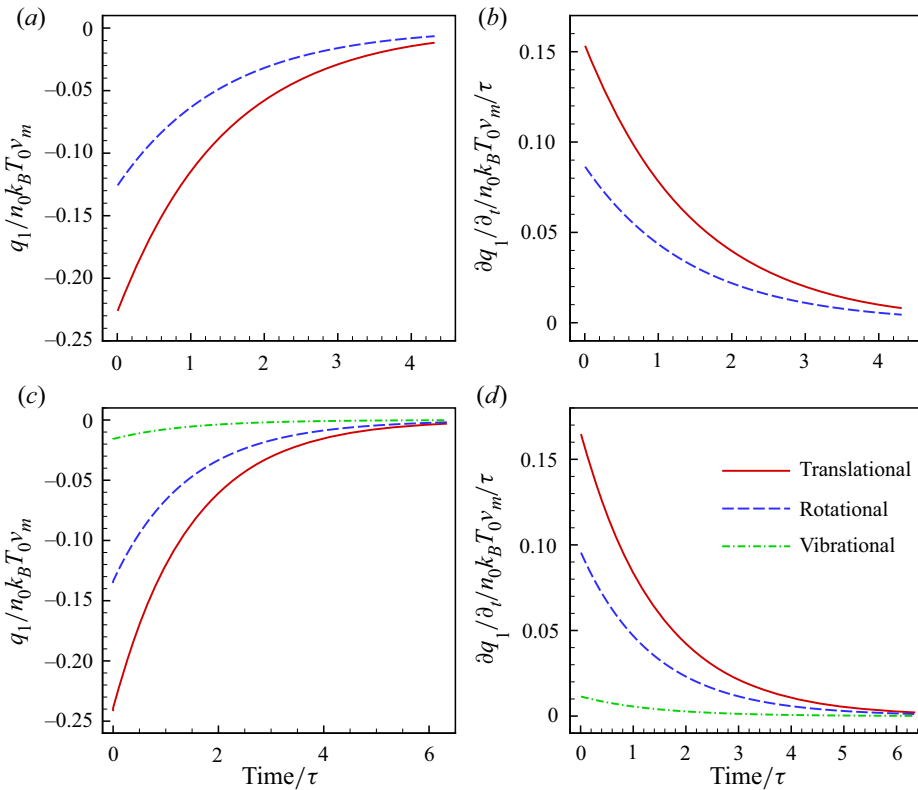 (a)
0
–0.05
–0.10
–0.15
–0.20
–0.25
q1/n0kBT0vm
0 1 2 3 4
(b)
0.15
0.10
0.05
0
∂q1/∂t/n0kBT0vm/τ
0 1 2 3 4
(c)
0
–0.05
–0.10
–0.15
–0.20
–0.25
q1/n0kBT0vm
0 2 4 6
Time/τ
(d)
0.15
0.10
0.05
0
∂q1/∂t/n0kBT0vm/τ
Translational
Rotational
Vibrational
0 1 2 3 4 5 6
Time/τ